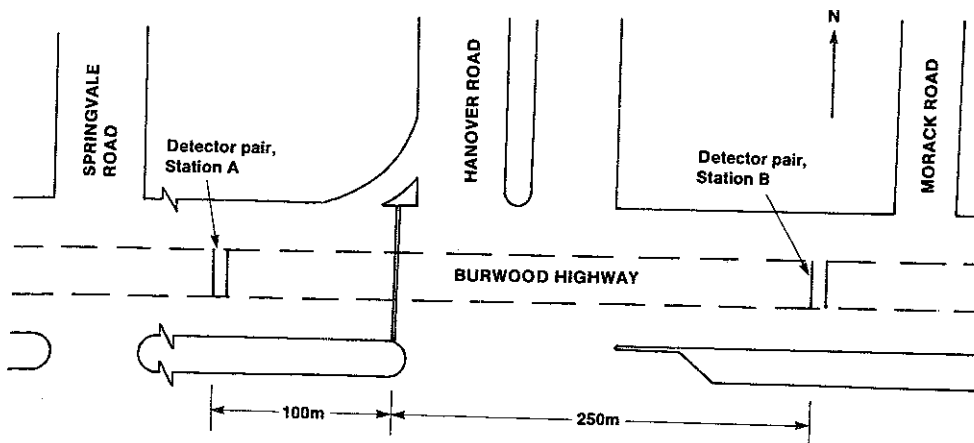 N
SPRINGVALE
ROAD
HANOVER ROAD
MORACK ROAD
Detector pair,
Station A
Detector pair,
Station B
BURWOOD HIGHWAY
100m
250m